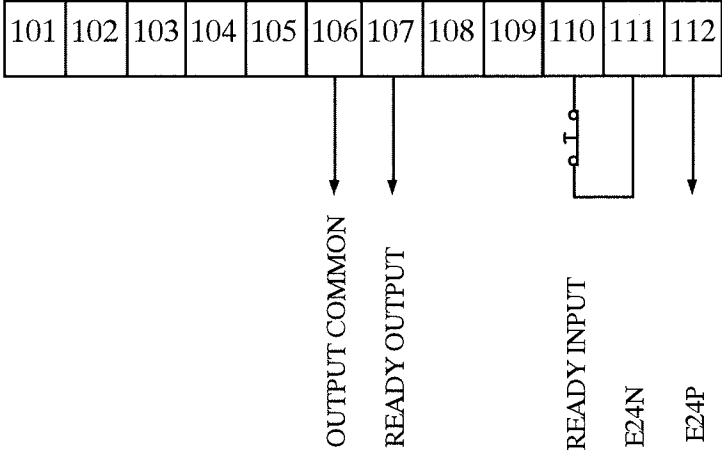 101 102 103 104 105 106 107 108 109 110 111 112
OUTPUT COMMON
READY OUTPUT
READY INPUT
E24N
E24P